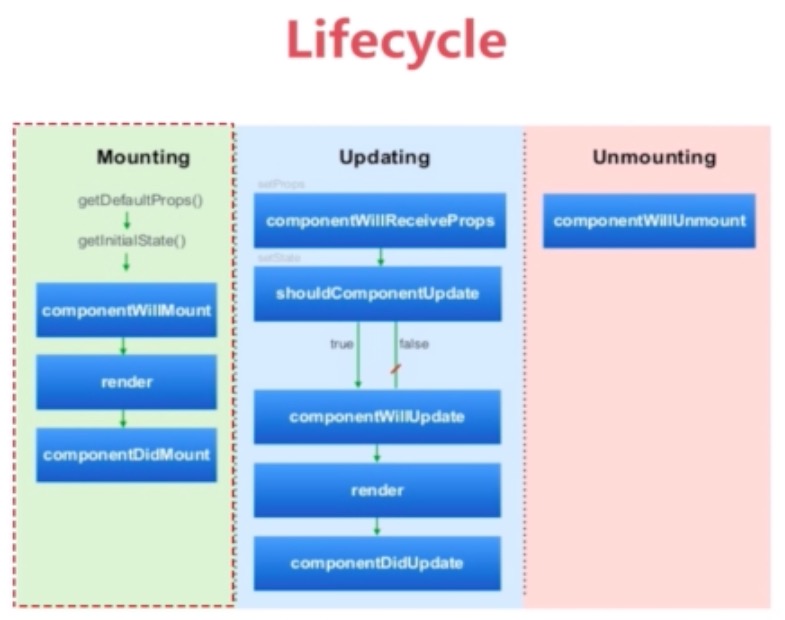 Lifecycle
Mounting
getDefaultProps()
getInitialState()
componentWillMount
render
componentDidMount
Updating
setProps
componentWillReceiveProps
setState
shouldComponentUpdate
true
false
componentWillUpdate
render
componentDidUpdate
Unmounting
componentWillUnmount